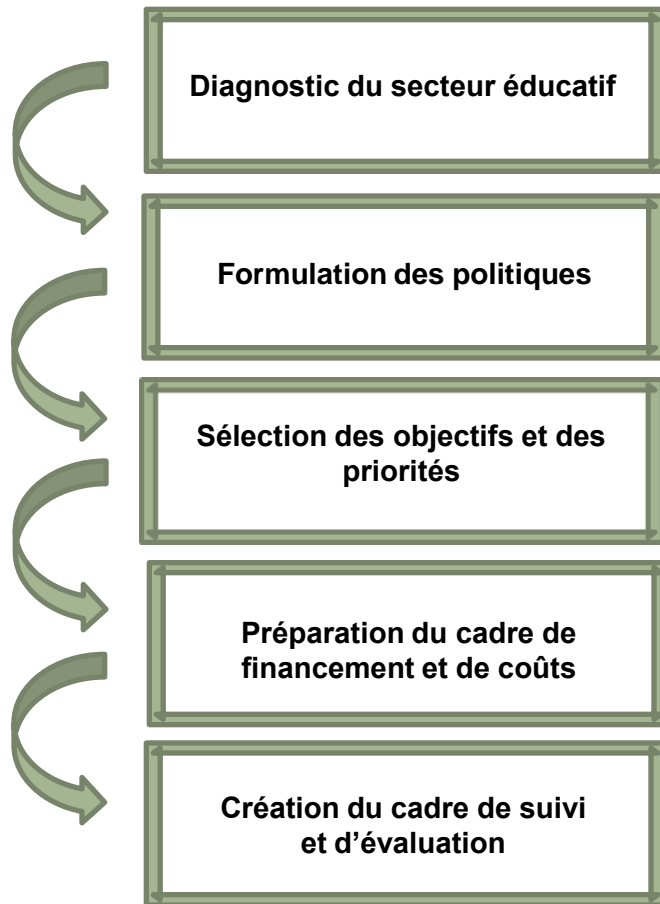 Diagnostic du secteur éducatif
Formulation des politiques
Sélection des objectifs et des
priorités
Préparation du cadre de
financement et de coûts
Création du cadre de suivi
et d’évaluation